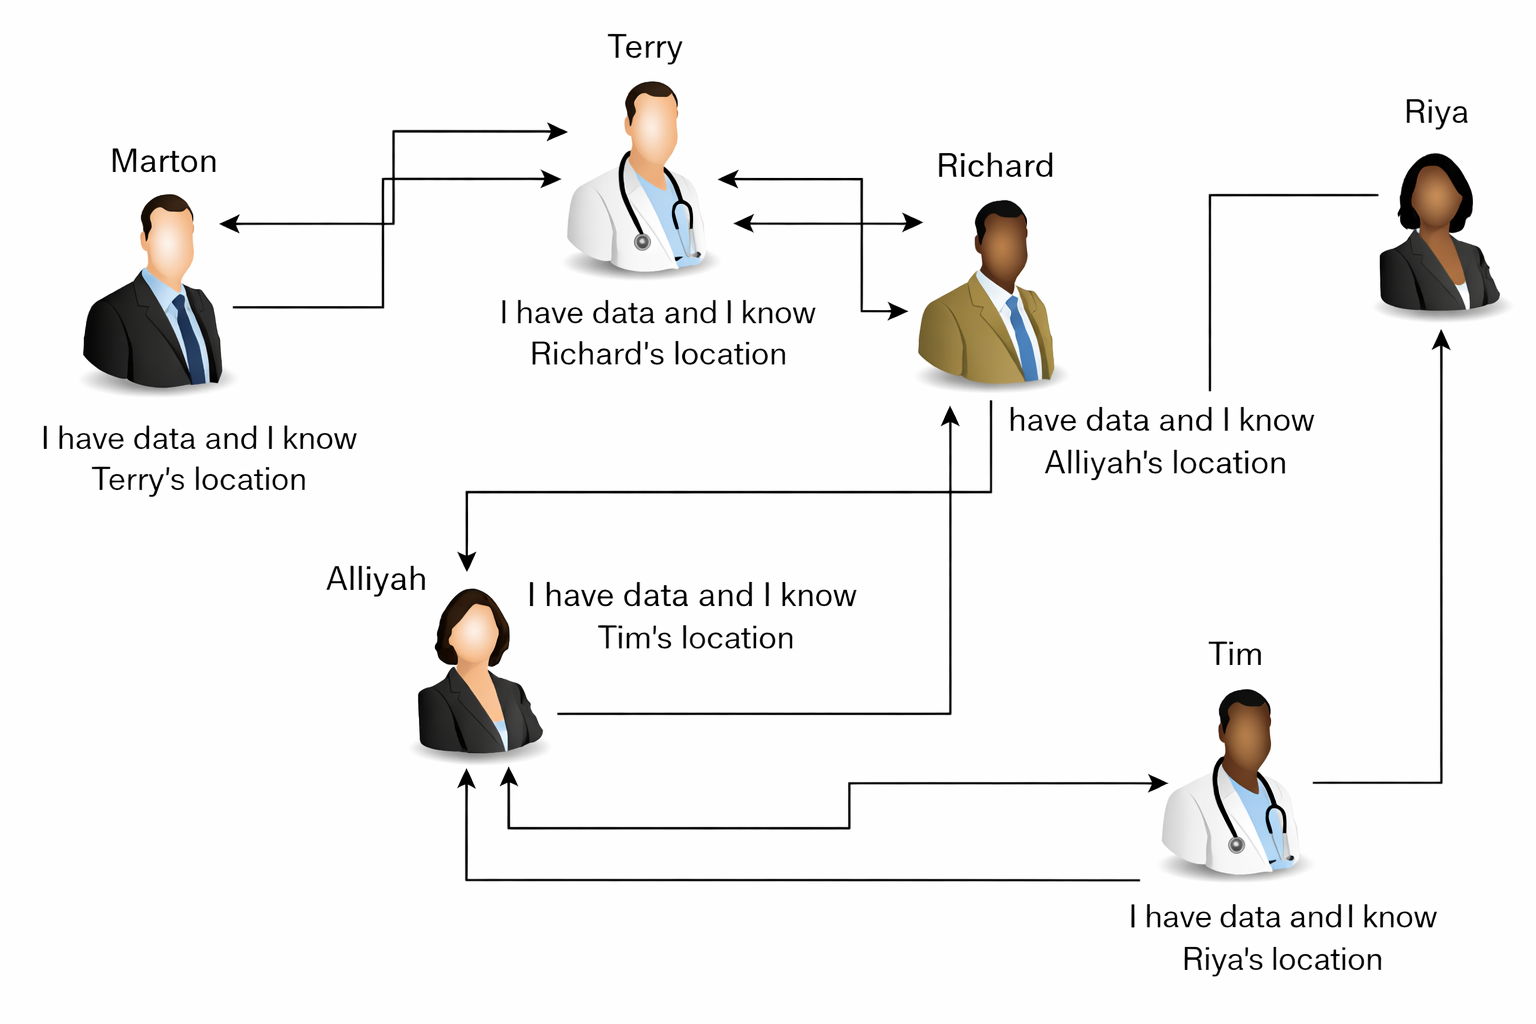 Terry
Riya
Marton
Richard
I have data and I know
Richard's location
have data and I know
Alliyah's location
I have data and I know
Terry's location
Alliyah
I have data and I know
Tim's location
Tim
I have data and I know
Riya's location